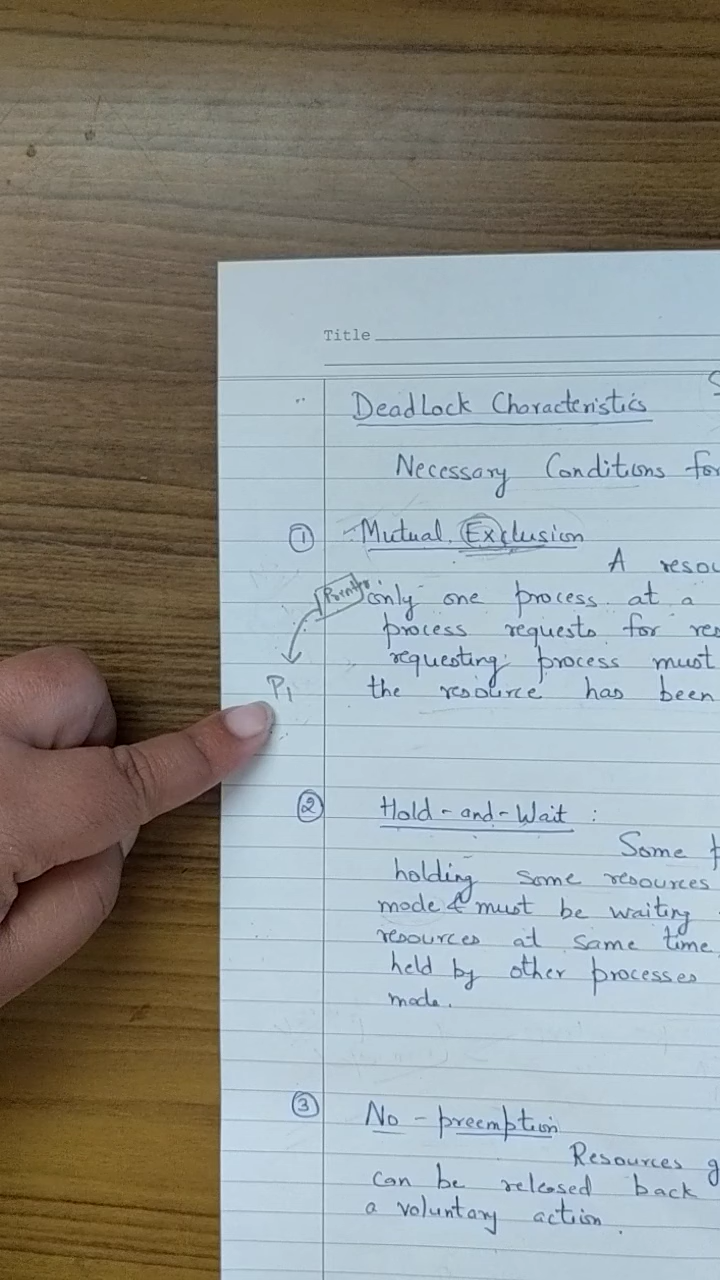 Title
Deadlock Characteristics
Necessary Conditions for
① Mutual Exclusion
A resou
only one process at a
process requests for res
requesting process must
the resource has been
P1
② Hold-and-Wait :
Some p
holding some resources
mode & must be waiting
resources at same time
held by other processes
mode.
③ No-preemption
Resources g
can be released back
a voluntary action.